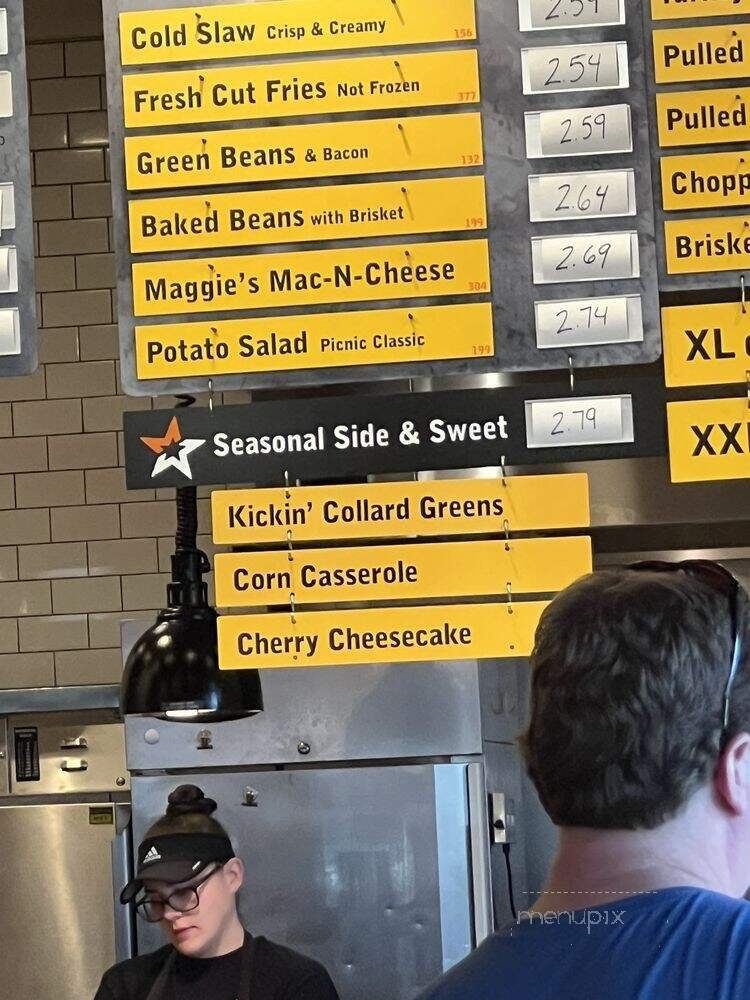 2.59
Cold Slaw Crisp & Creamy 156
2.54
Fresh Cut Fries Not Frozen 377
2.59
Green Beans & Bacon 132
2.64
Baked Beans with Brisket 199
2.69
Maggie's Mac-N-Cheese 304
2.74
Potato Salad Picnic Classic 199
Seasonal Side & Sweet 2.79
Kickin' Collard Greens
Corn Casserole
Cherry Cheesecake
Pulled
Pulled
Chopp
Briske
XL
XX
adidas
menupix